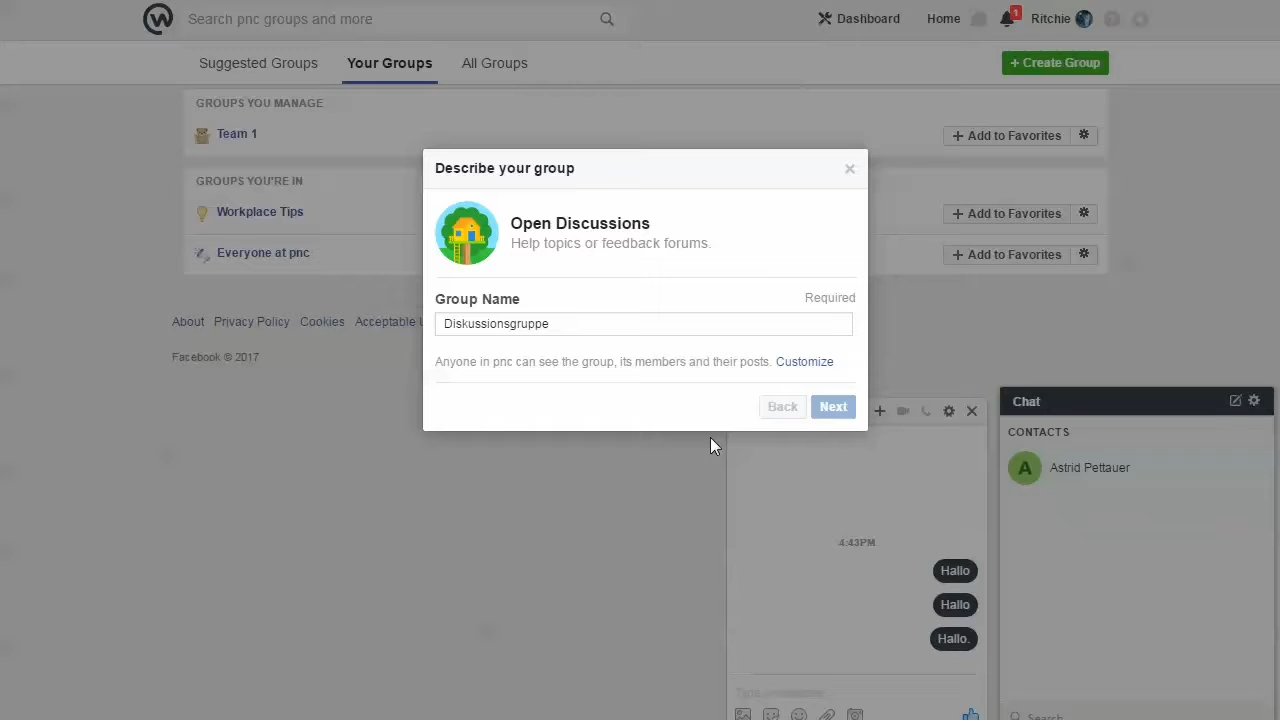 Search pnc groups and more
Dashboard
Home
1
Ritchie
Suggested Groups
Your Groups
All Groups
+ Create Group
GROUPS YOU MANAGE
Team 1
+ Add to Favorites
GROUPS YOU'RE IN
Workplace Tips
+ Add to Favorites
Everyone at pnc
+ Add to Favorites
About Privacy Policy Cookies Acceptable
Facebook © 2017
Describe your group
Open Discussions
Help topics or feedback forums.
Group Name
Required
Diskussionsgruppe
Anyone in pnc can see the group, its members and their posts. Customize
Back
Next
4:43PM
Hallo
Hallo
Hallo.
Chat
CONTACTS
A
Astrid Pettauer
Search